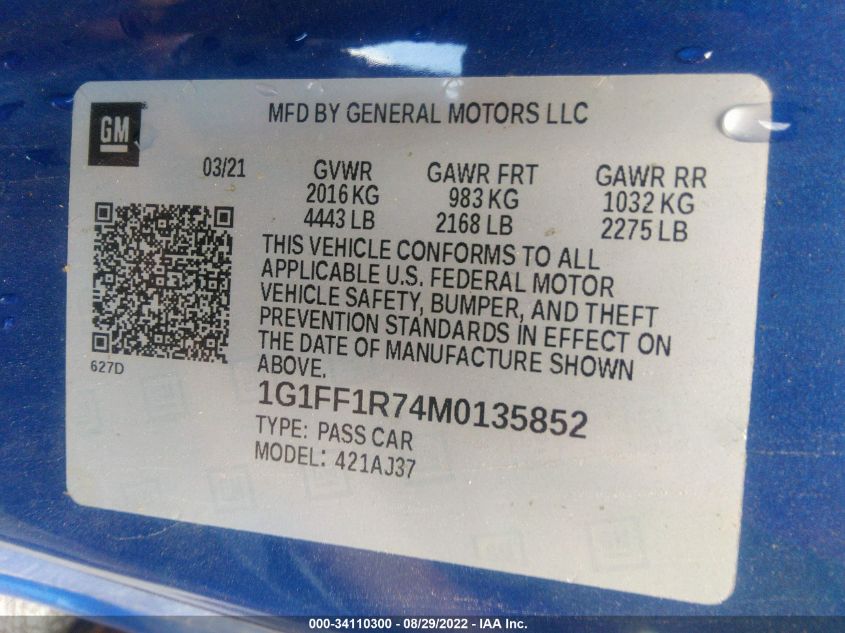 MFD BY GENERAL MOTORS LLC
GM
03/21
GVWR GAWR FRT GAWR RR
2016 KG 983 KG 1032 KG
4443 LB 2168 LB 2275 LB
THIS VEHICLE CONFORMS TO ALL
APPLICABLE U.S. FEDERAL MOTOR
VEHICLE SAFETY, BUMPER, AND THEFT
PREVENTION STANDARDS IN EFFECT ON
THE DATE OF MANUFACTURE SHOWN
ABOVE.
627D
1G1FF1R74M0135852
TYPE: PASS CAR
MODEL: 421AJ37
000-34110300 - 08/29/2022 - IAA Inc.